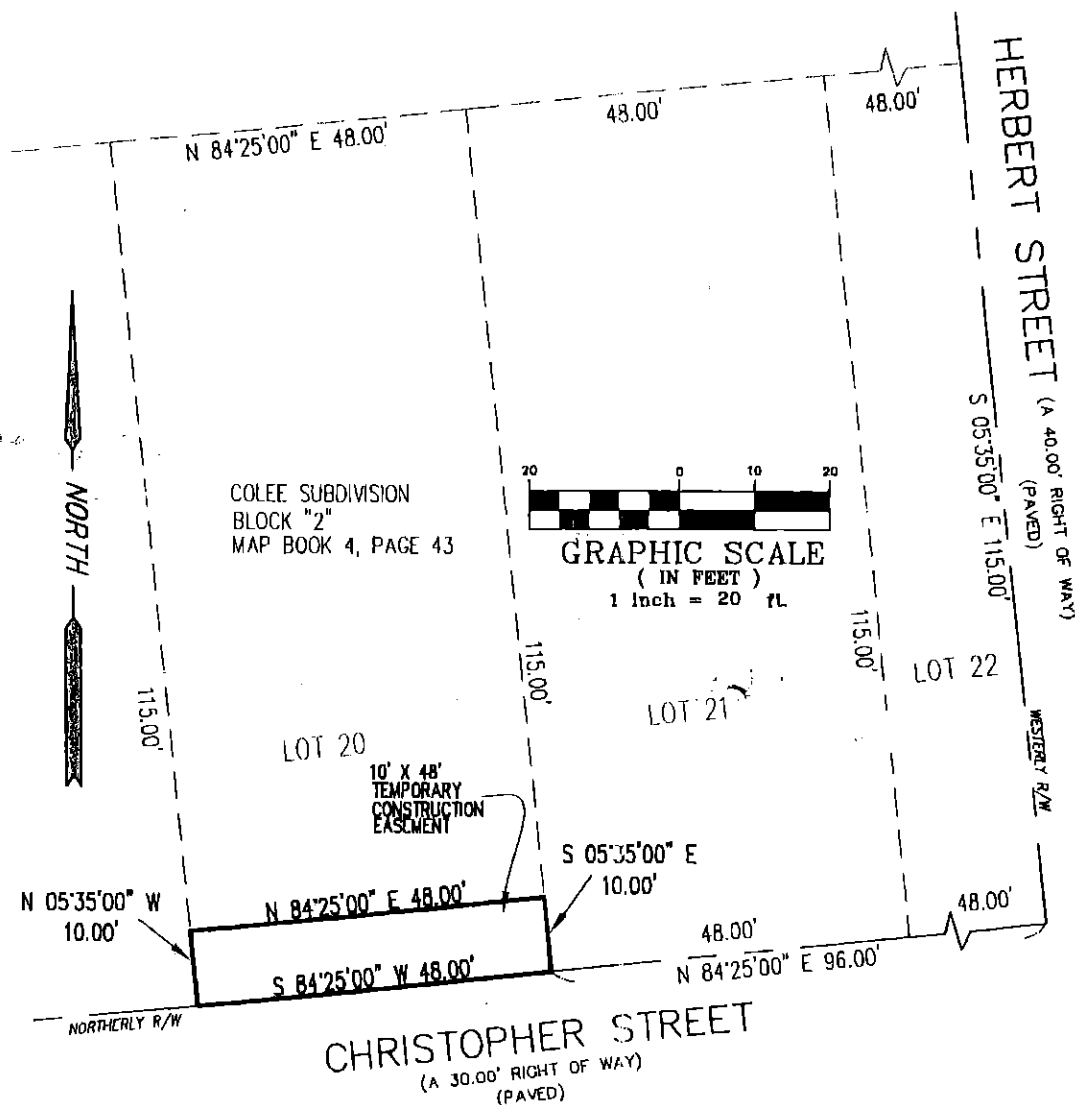 N 84°25'00" E 48.00'
48.00'
48.00'
HERBERT STREET (A 40.00' RIGHT OF WAY)
(PAVED)
S 05°35'00" E 115.00'
NORTH
COLEE SUBDIVISION
BLOCK "2"
MAP BOOK 4, PAGE 43
20 0 10 20
GRAPHIC SCALE
( IN FEET )
1 inch = 20 ft.
115.00'
115.00'
115.00'
LOT 20
LOT 21
LOT 22
WESTERLY R/W
10' X 48'
TEMPORARY
CONSTRUCTION
EASEMENT
N 05°35'00" W
10.00'
N 84°25'00" E 48.00'
S 05°35'00" E
10.00'
S 84°25'00" W 48.00'
48.00'
48.00'
N 84°25'00" E 96.00'
NORTHERLY R/W
CHRISTOPHER STREET
(A 30.00' RIGHT OF WAY)
(PAVED)